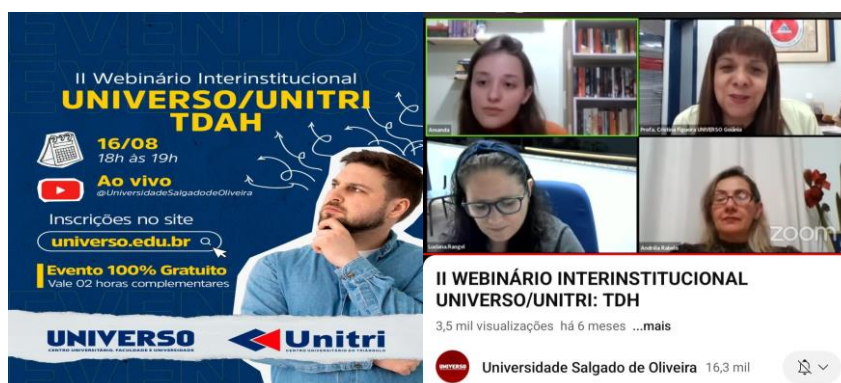 EVENTOS
II Webinário Interinstitucional
UNIVERSO/UNITRI
TDAH
16/08
18h às 19h
Ao vivo
@UniversidadeSalgadodeOliveira
Inscrições no site
universo.edu.br
Evento 100% Gratuito
Vale 02 horas complementares
UNIVERSO
CENTRO UNIVERSITÁRIO, FACULDADE E UNIVERSIDADE
Unitri
CENTRO UNIVERSITÁRIO DO TRIÂNGULO
Amanda
Profa. Cristina Figueira UNIVERSO Goiânia
Luciana Rangel
Andréia Rabelo
zoom
II WEBINÁRIO INTERINSTITUCIONAL
UNIVERSO/UNITRI: TDH
3,5 mil visualizações há 6 meses ...mais
UNIVERSO
Universidade Salgado de Oliveira 16,3 mil